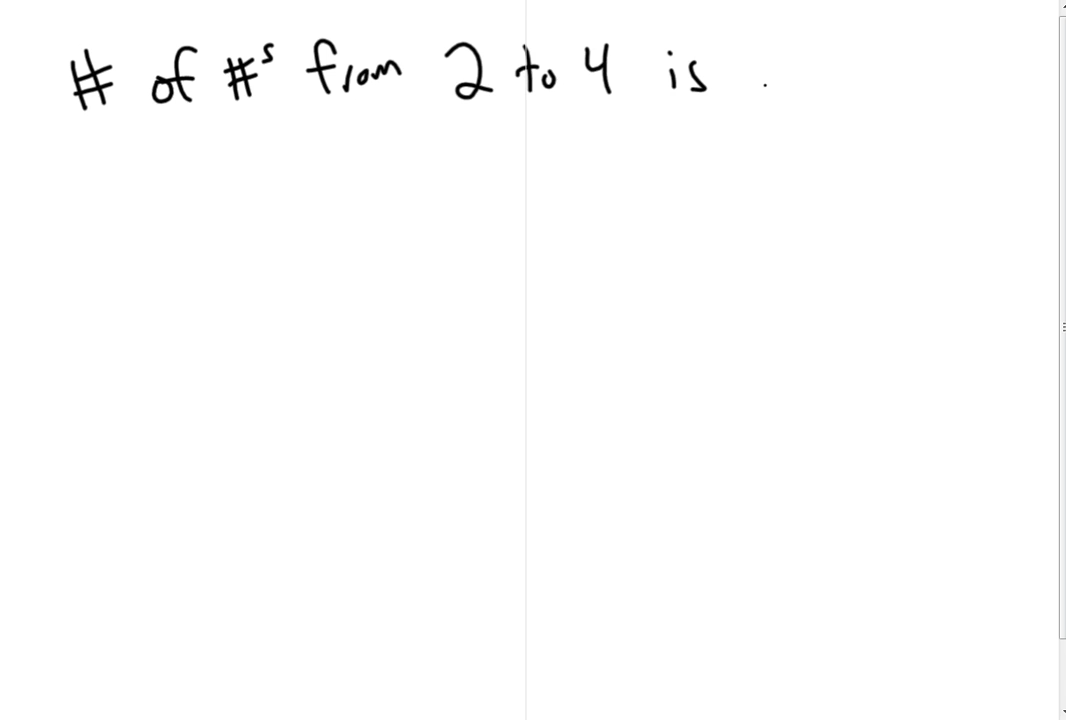 # of #s from 2 to 4 is .